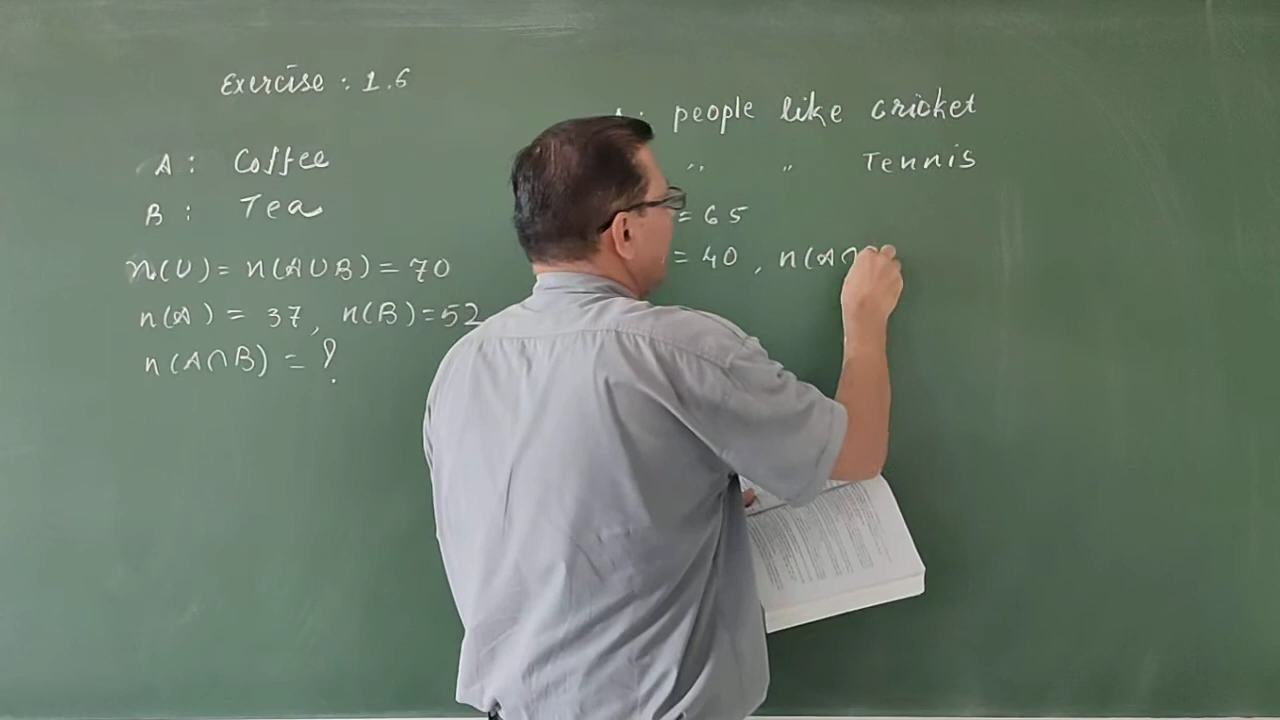 Exercise : 1.6
A : Coffee
B : Tea
n(U) = n(A∪B) = 70
n(A) = 37, n(B) = 52
n(A∩B) = ?
: people like cricket
,, ,, Tennis
= 65
= 40, n(A∩